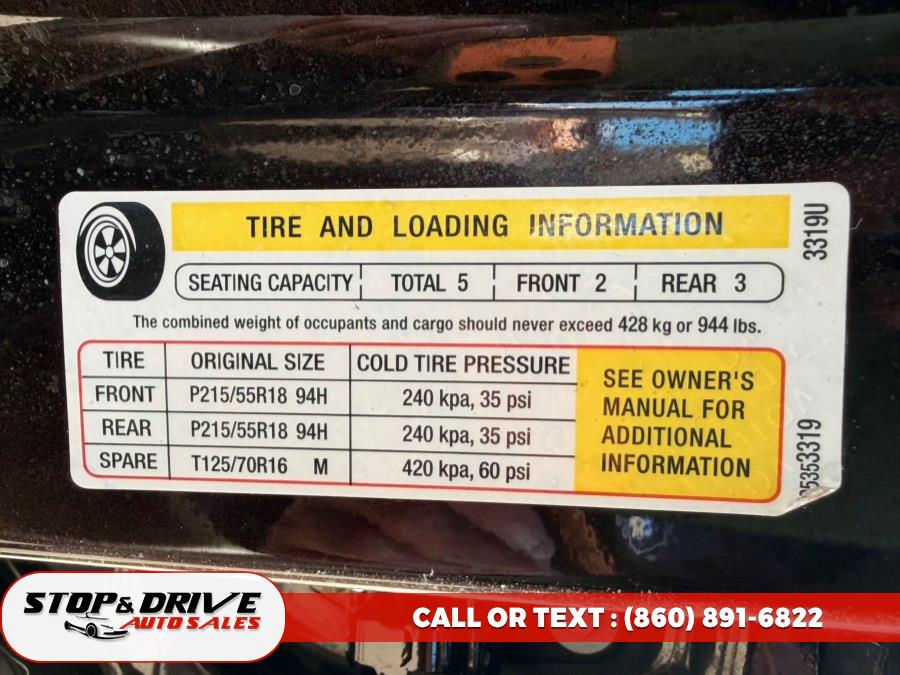 TIRE AND LOADING INFORMATION
SEATING CAPACITY TOTAL 5 FRONT 2 REAR 3
The combined weight of occupants and cargo should never exceed 428 kg or 944 lbs.
TIRE ORIGINAL SIZE COLD TIRE PRESSURE
FRONT P215/55R18 94H 240 kpa, 35 psi
REAR P215/55R18 94H 240 kpa, 35 psi
SPARE T125/70R16 M 420 kpa, 60 psi
SEE OWNER'S
MANUAL FOR
ADDITIONAL
INFORMATION
3319U
STOP & DRIVE
AUTO SALES
CALL OR TEXT : (860) 891-6822